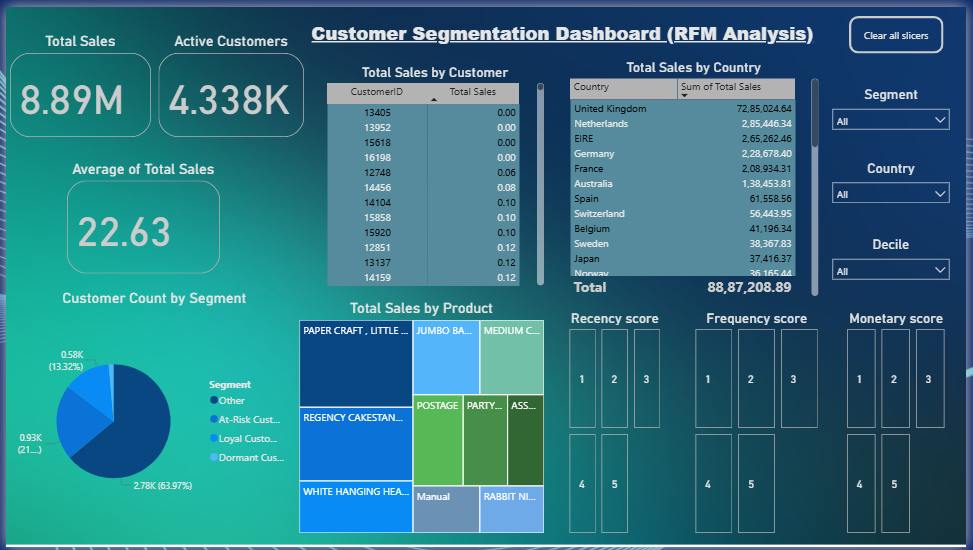 Customer Segmentation Dashboard (RFM Analysis)
Clear all slicers
Total Sales
8.89M
Active Customers
4.338K
Average of Total Sales
22.63
Total Sales by Customer
CustomerID Total Sales
13405 0.00
13952 0.00
15618 0.00
16198 0.00
12748 0.06
14456 0.08
14104 0.10
15858 0.10
15920 0.10
12851 0.12
13137 0.12
14159 0.12
Total Sales by Country
Country Sum of Total Sales
United Kingdom 72,85,024.64
Netherlands 2,85,446.34
EIRE 2,65,262.46
Germany 2,28,678.40
France 2,08,934.31
Australia 1,38,453.81
Spain 61,558.56
Switzerland 56,443.95
Belgium 41,196.34
Sweden 38,367.83
Japan 37,416.37
Norway 36,165.44
Total 88,87,208.89
Segment
All
Country
All
Decile
All
Customer Count by Segment
0.58K
(13.32%)
0.93K
(21....)
2.78K (63.97%)
Segment
Other
At-Risk Cust...
Loyal Custo...
Dormant Cus...
Total Sales by Product
PAPER CRAFT , LITTLE ...
JUMBO BA...
MEDIUM C...
REGENCY CAKESTAN...
POSTAGE
PARTY...
ASS...
WHITE HANGING HEA...
Manual
RABBIT NI...
Recency score
1 2 3
4 5
Frequency score
1 2 3
4 5
Monetary score
1 2 3
4 5